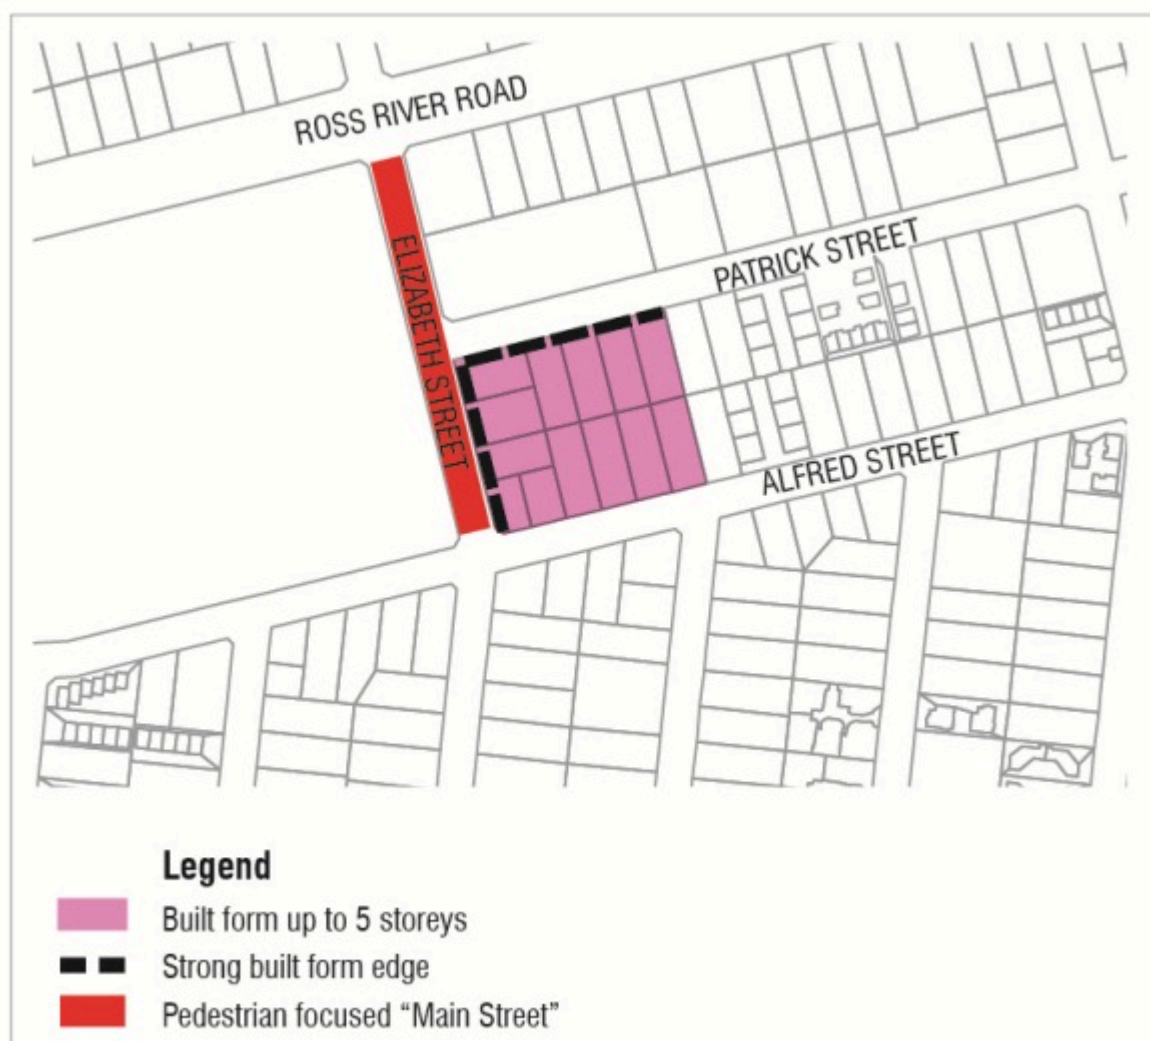 ROSS RIVER ROAD
ELIZABETH STREET
PATRICK STREET
ALFRED STREET
Legend
Built form up to 5 storeys
Strong built form edge
Pedestrian focused “Main Street”